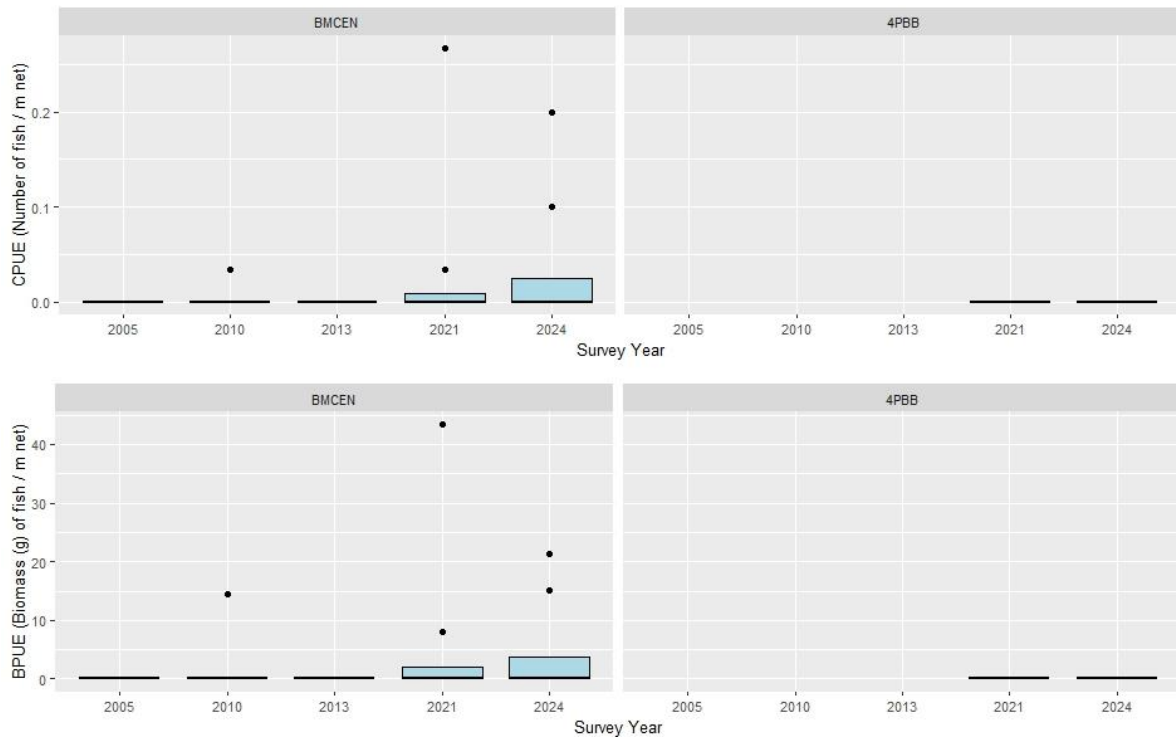 BMCEN 4PBB
CPUE (Number of fish / m net)
0.2
0.1
0.0
2005 2010 2013 2021 2024 2005 2010 2013 2021 2024
Survey Year
BMCEN 4PBB
BPUE (Biomass (g) of fish / m net)
40
30
20
10
0
2005 2010 2013 2021 2024 2005 2010 2013 2021 2024
Survey Year